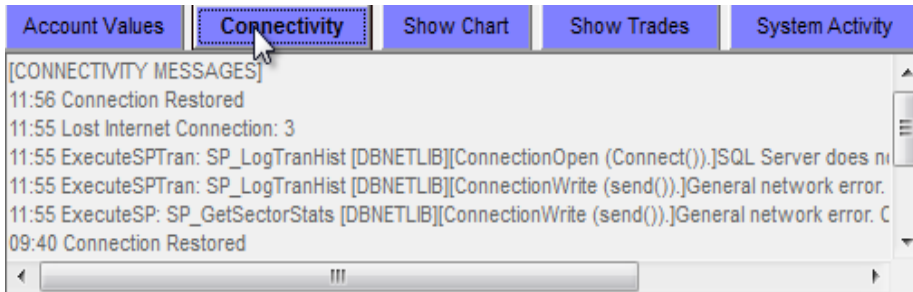 Account Values Connectivity Show Chart Show Trades System Activity
[CONNECTIVITY MESSAGES]
11:56 Connection Restored
11:55 Lost Internet Connection: 3
11:55 ExecuteSPTran: SP_LogTranHist [DBNETLIB][ConnectionOpen (Connect()).]SQL Server does
11:55 ExecuteSPTran: SP_LogTranHist [DBNETLIB][ConnectionWrite (send()).]General network error.
11:55 ExecuteSP: SP_GetSectorStats [DBNETLIB][ConnectionWrite (send()).]General network error.
09:40 Connection Restored